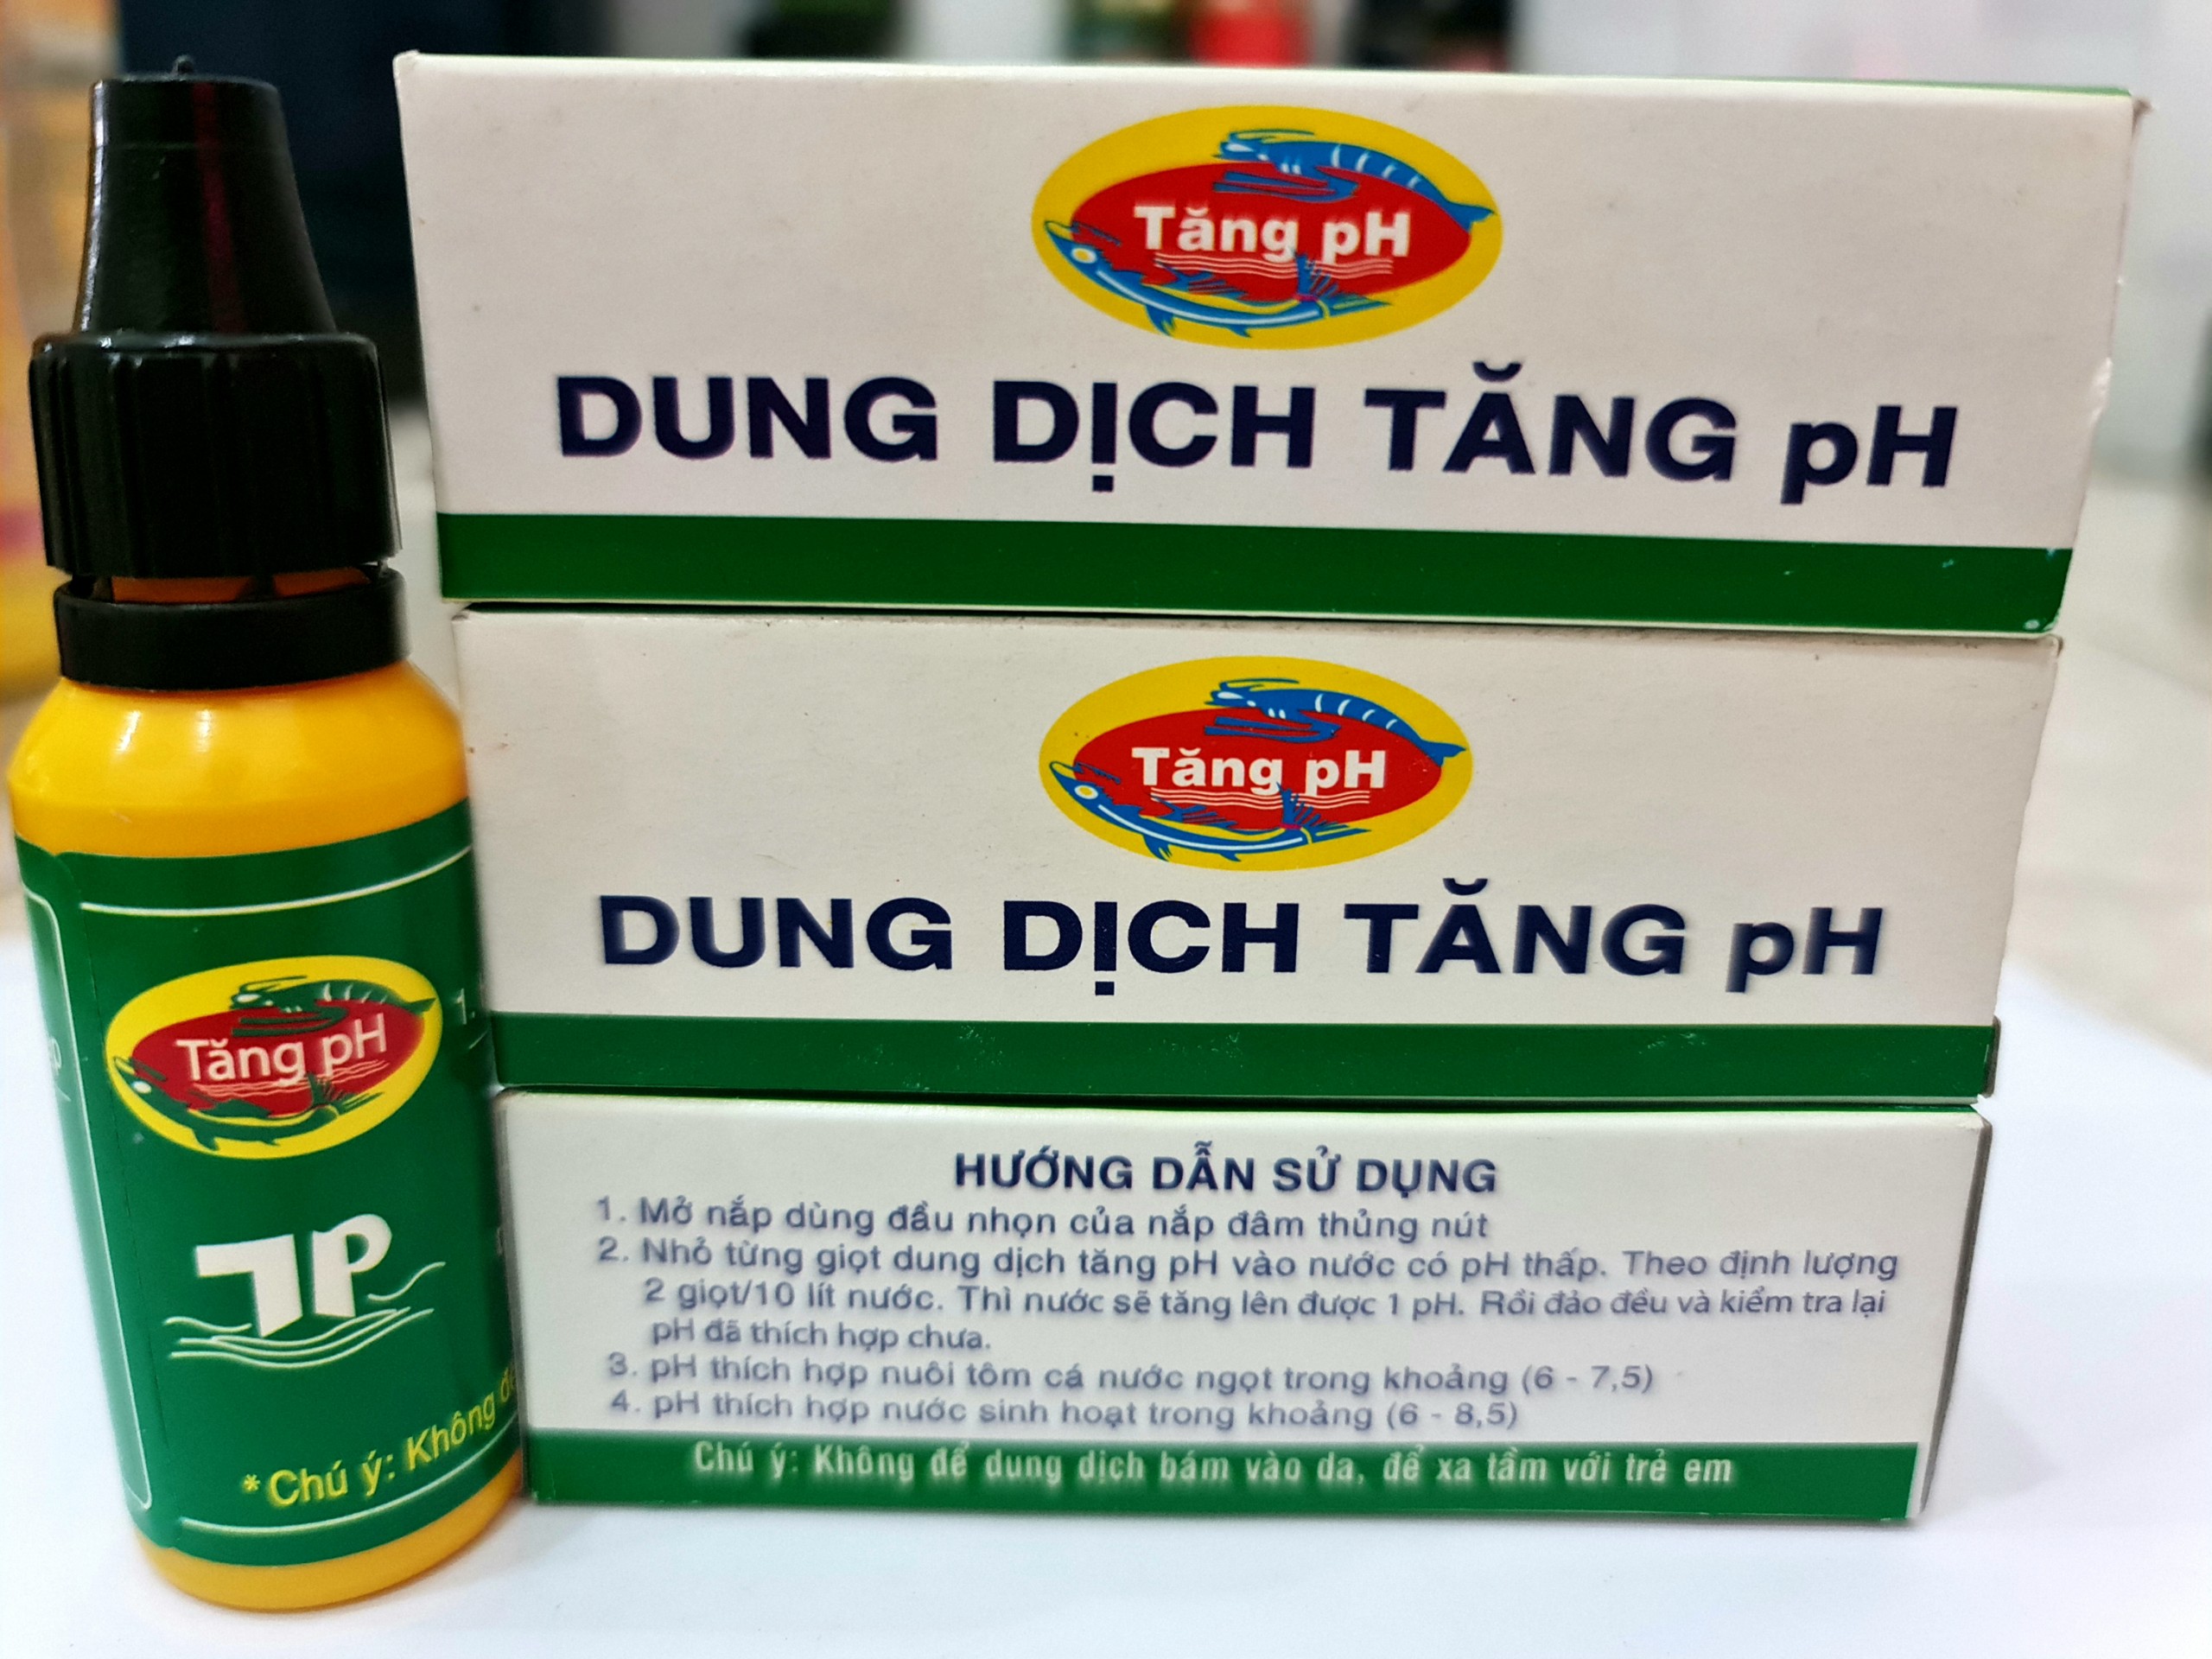 Tăng pH
DUNG DỊCH TĂNG pH
Tăng pH
DUNG DỊCH TĂNG pH
HƯỚNG DẪN SỬ DỤNG
1. Mở nắp dùng đầu nhọn của nắp đâm thủng nút
2. Nhỏ từng giọt dung dịch tăng pH vào nước có pH thấp. Theo định lượng
2 giọt/10 lít nước. Thì nước sẽ tăng lên được 1 pH. Rồi đảo đều và kiểm tra lại
pH đã thích hợp chưa.
3. pH thích hợp nuôi tôm cá nước ngọt trong khoảng (6 - 7,5)
4. pH thích hợp nước sinh hoạt trong khoảng (6 - 8,5)
Chú ý: Không để dung dịch bám vào da, để xa tầm với trẻ em
Tăng pH
TP
*Chú ý: Không
1.